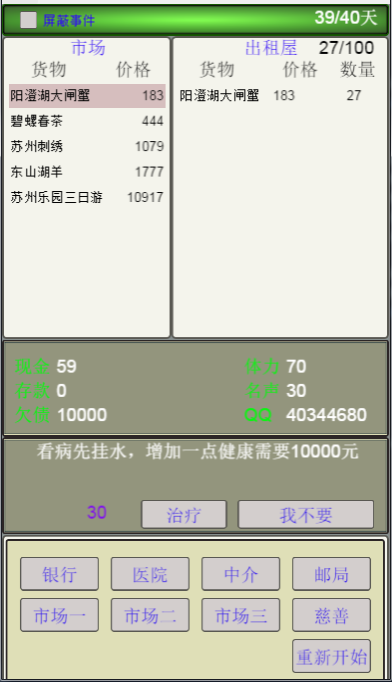 屏蔽事件 39/40天
市场
货物 价格
阳澄湖大闸蟹 183
碧螺春茶 444
苏州刺绣 1079
东山湖羊 1777
苏州乐园三日游 10917
出租屋 27/100
货物 价格 数量
阳澄湖大闸蟹 183 27
现金 59 体力 70
存款 0 名声 30
欠债 10000 QQ 40344680
看病先挂水，增加一点健康需要10000元
30 治疗 我不要
银行 医院 中介 邮局
市场一 市场二 市场三 慈善
重新开始